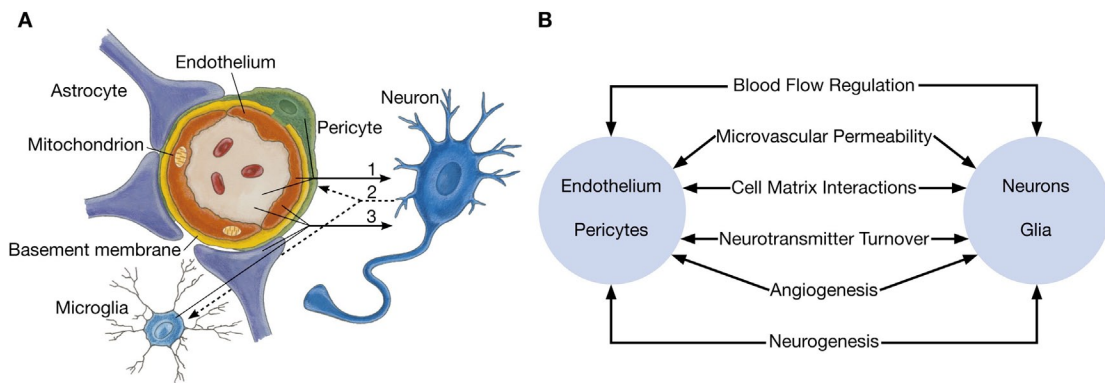 A
Endothelium
Astrocyte
Neuron
Pericyte
Mitochondrion
1
2
3
Basement membrane
Microglia
B
Blood Flow Regulation
Microvascular Permeability
Endothelium
Cell Matrix Interactions
Neurons
Pericytes
Neurotransmitter Turnover
Glia
Angiogenesis
Neurogenesis